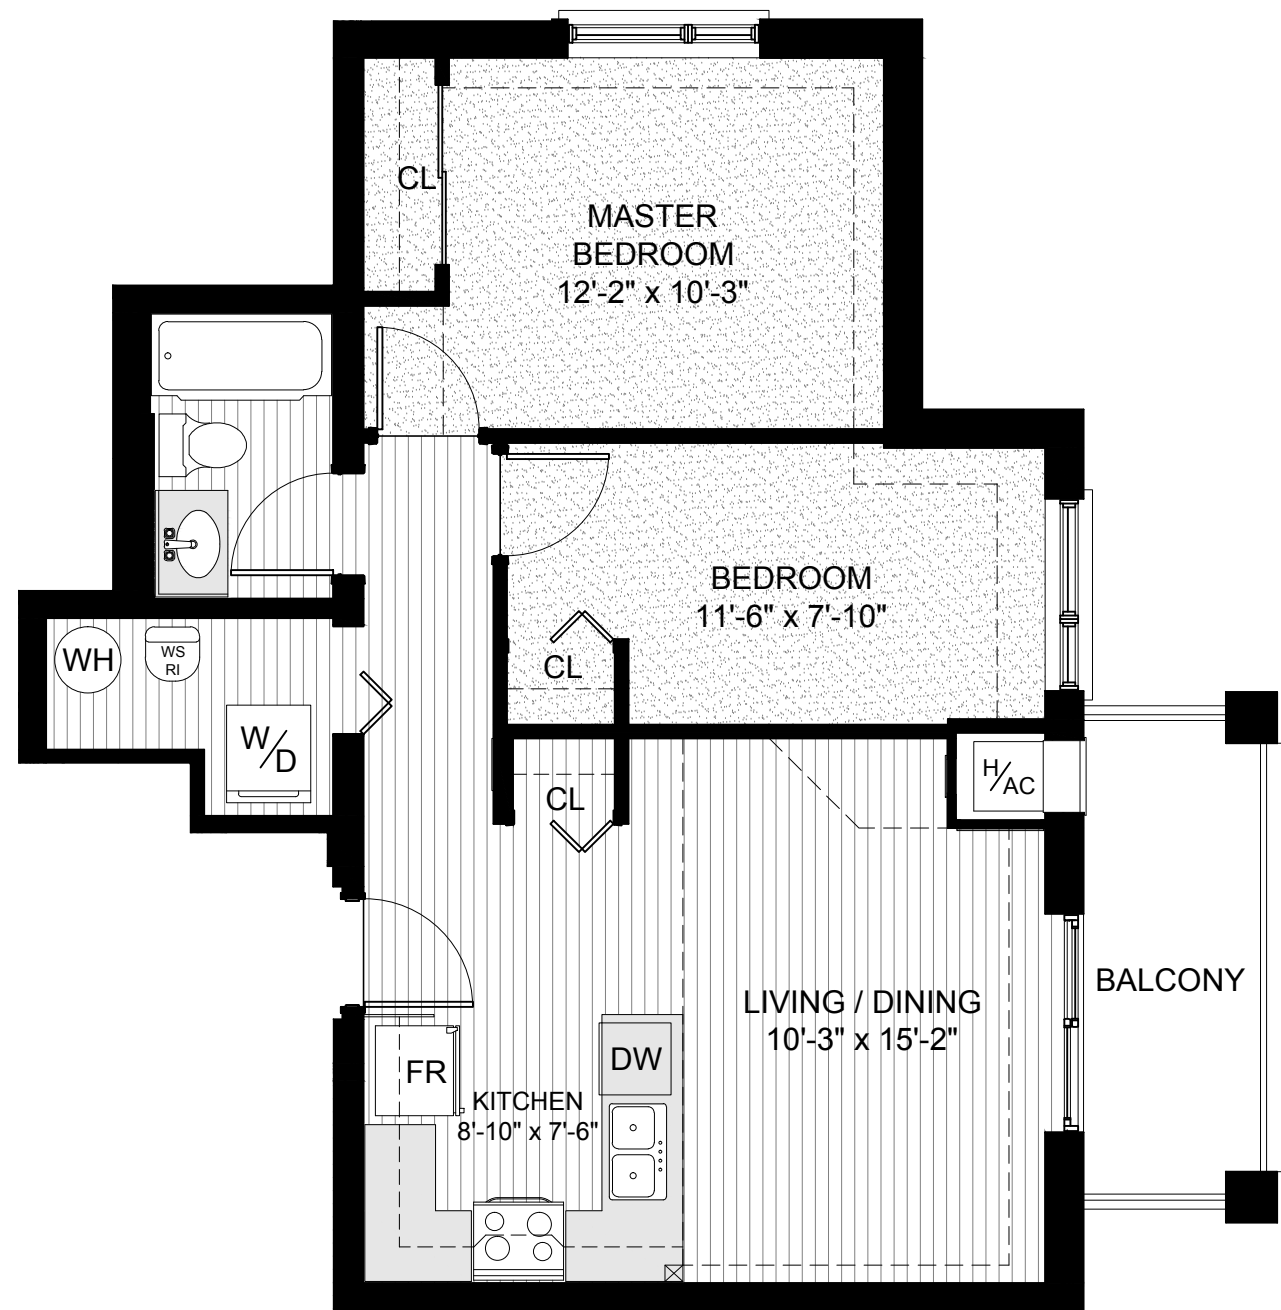 CL
MASTER
BEDROOM
12'-2" x 10'-3"
BEDROOM
11'-6" x 7'-10"
WH
WS
RI
CL
W/D
H/AC
CL
BALCONY
LIVING / DINING
10'-3" x 15'-2"
DW
FR
KITCHEN
8'-10" x 7'-6"